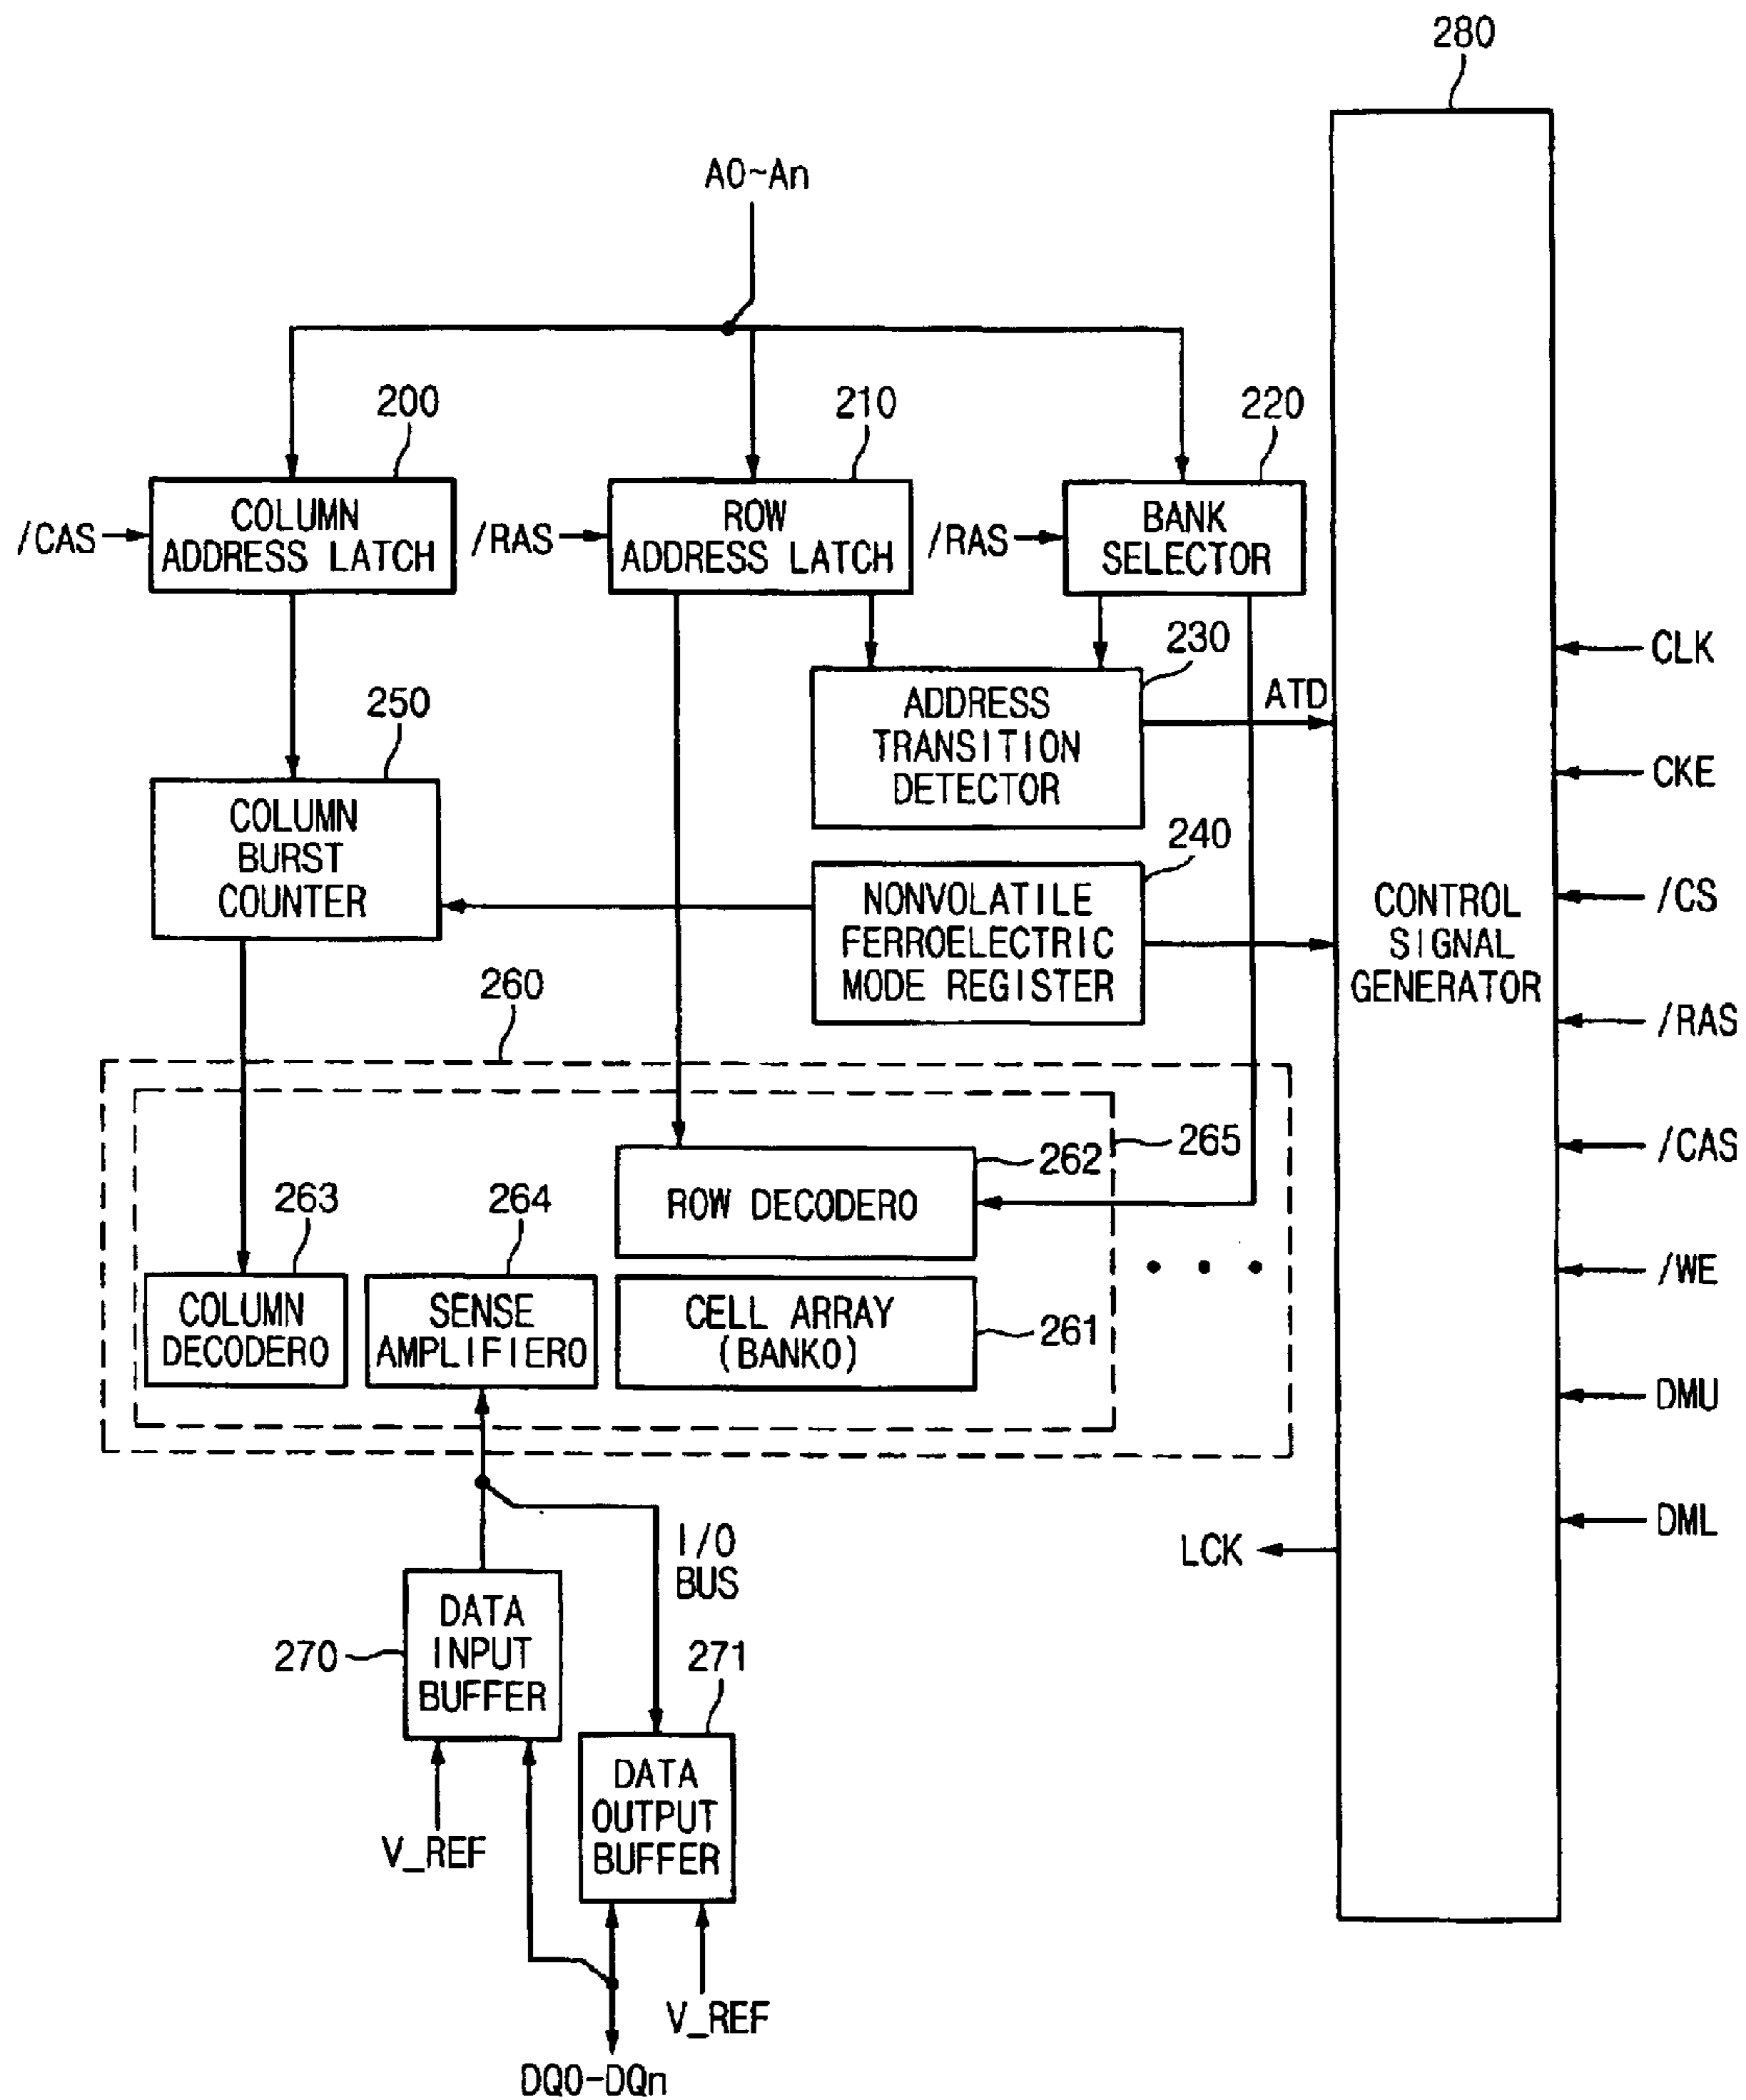 280
A0~An
200
210
220
/CAS
COLUMN
ADDRESS LATCH
/RAS
ROW
ADDRESS LATCH
/RAS
BANK
SELECTOR
230
CLK
250
ADDRESS
TRANSITION
DETECTOR
ATD
CKE
COLUMN
BURST
COUNTER
240
NONVOLATILE
FERROELECTRIC
MODE REGISTER
CONTROL
SIGNAL
GENERATOR
/CS
260
/RAS
265
262
/CAS
263
264
ROW DECODER0
/WE
COLUMN
DECODER0
SENSE
AMPLIFIER0
CELL ARRAY
(BANK0)
261
DMU
DML
I/O
BUS
LCK
270
DATA
INPUT
BUFFER
271
DATA
OUTPUT
BUFFER
V_REF
V_REF
DQ0-DQn